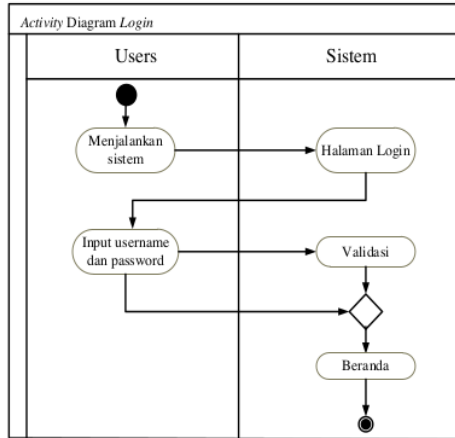 Activity Diagram Login
Users
Sistem
Menjalankan
sistem
Halaman Login
Input username
dan password
Validasi
Beranda